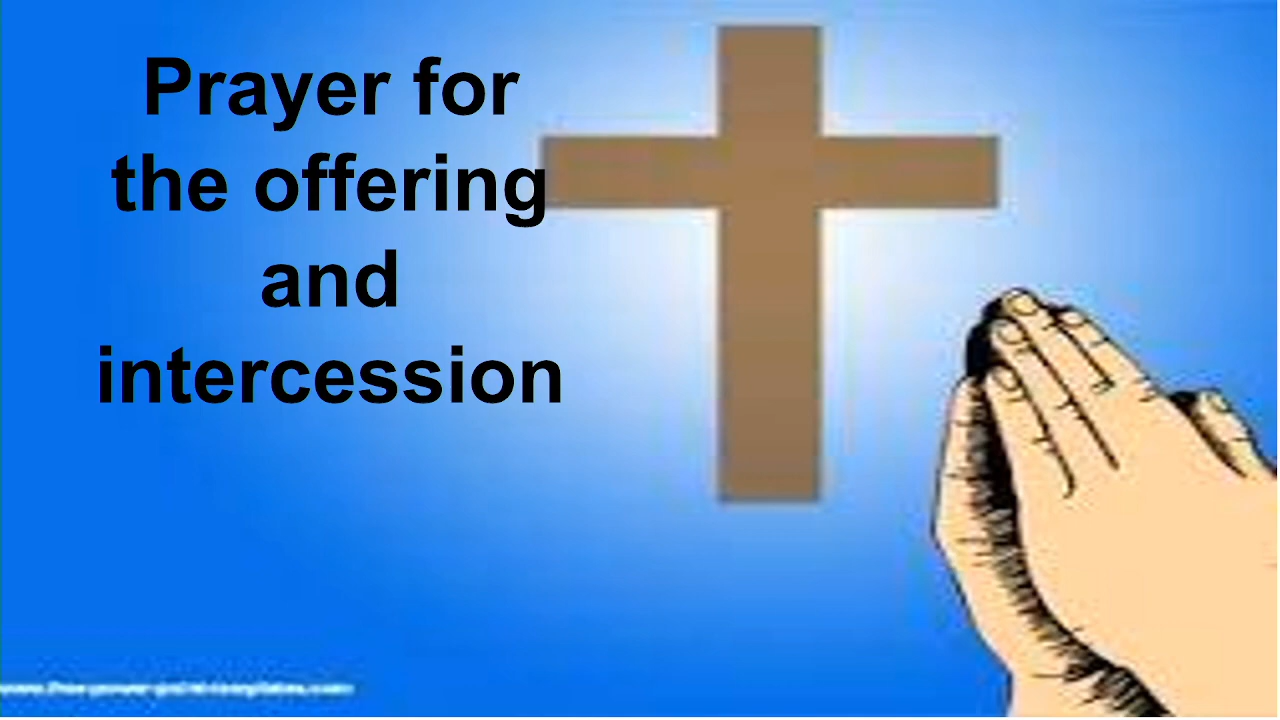 Prayer for
the offering
and
intercession